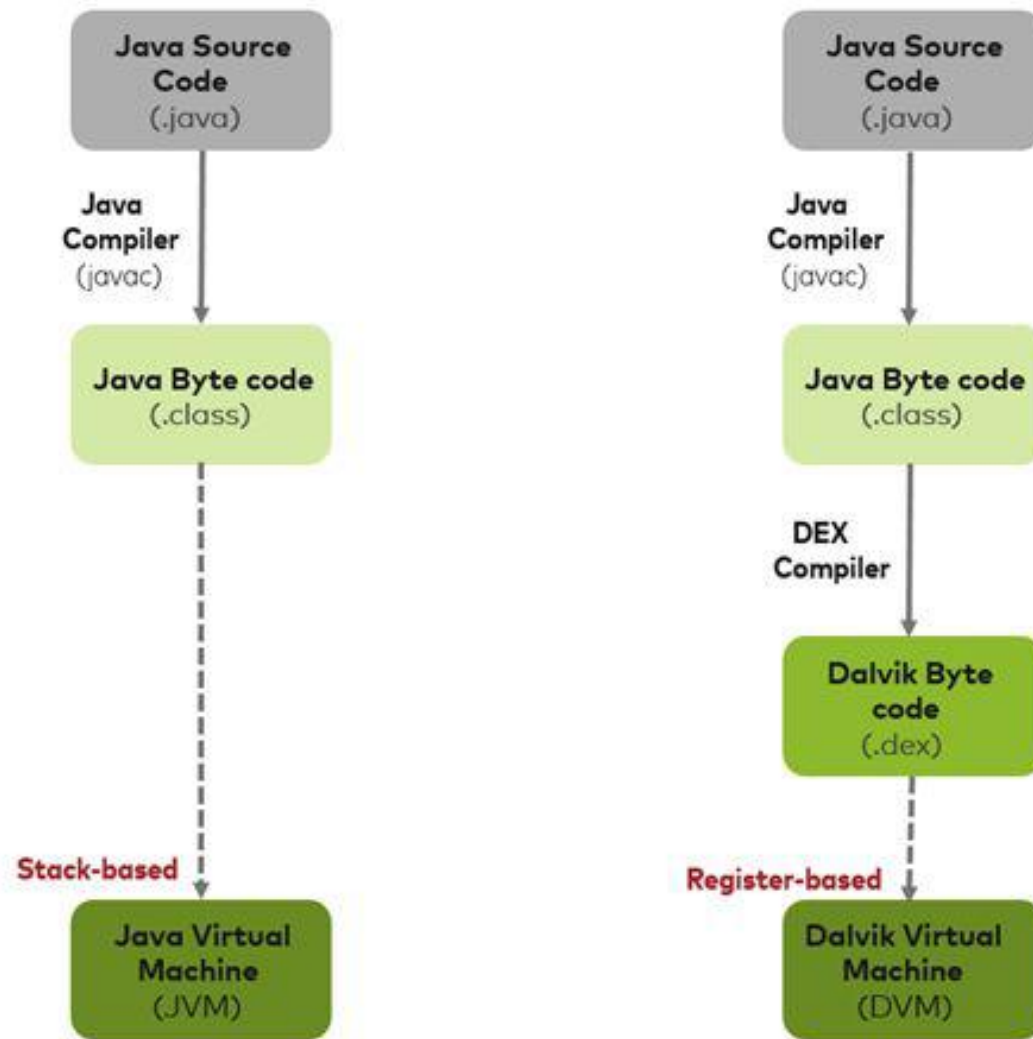 Java Source
Code
(.java)
Java
Compiler
(javac)
Java Byte code
(.class)
Stack-based
Java Virtual
Machine
(JVM)
Java Source
Code
(.java)
Java
Compiler
(javac)
Java Byte code
(.class)
DEX
Compiler
Dalvik Byte
code
(.dex)
Register-based
Dalvik Virtual
Machine
(DVM)